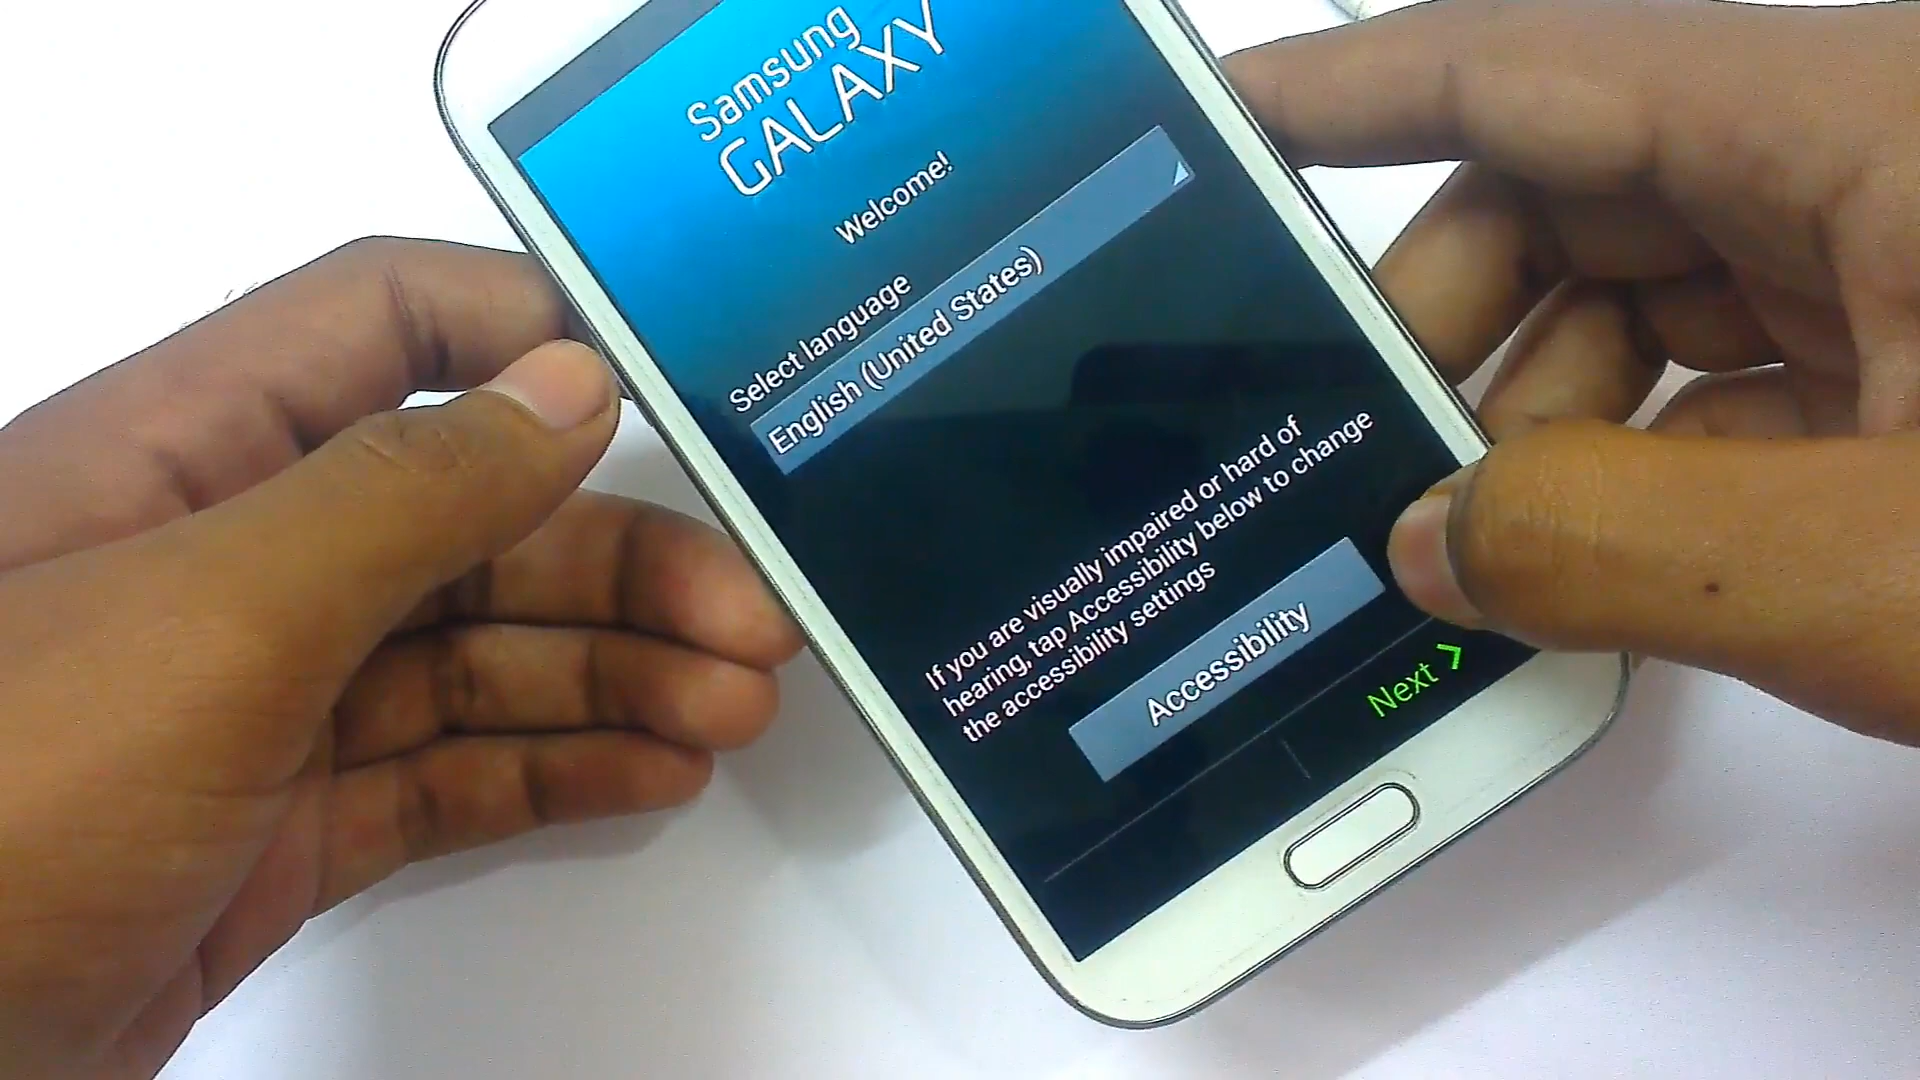 Samsung
GALAXY
Welcome!
Select language
English (United States)
If you are visually impaired or hard of
hearing, tap Accessibility below to change
the accessibility settings
Accessibility
Next